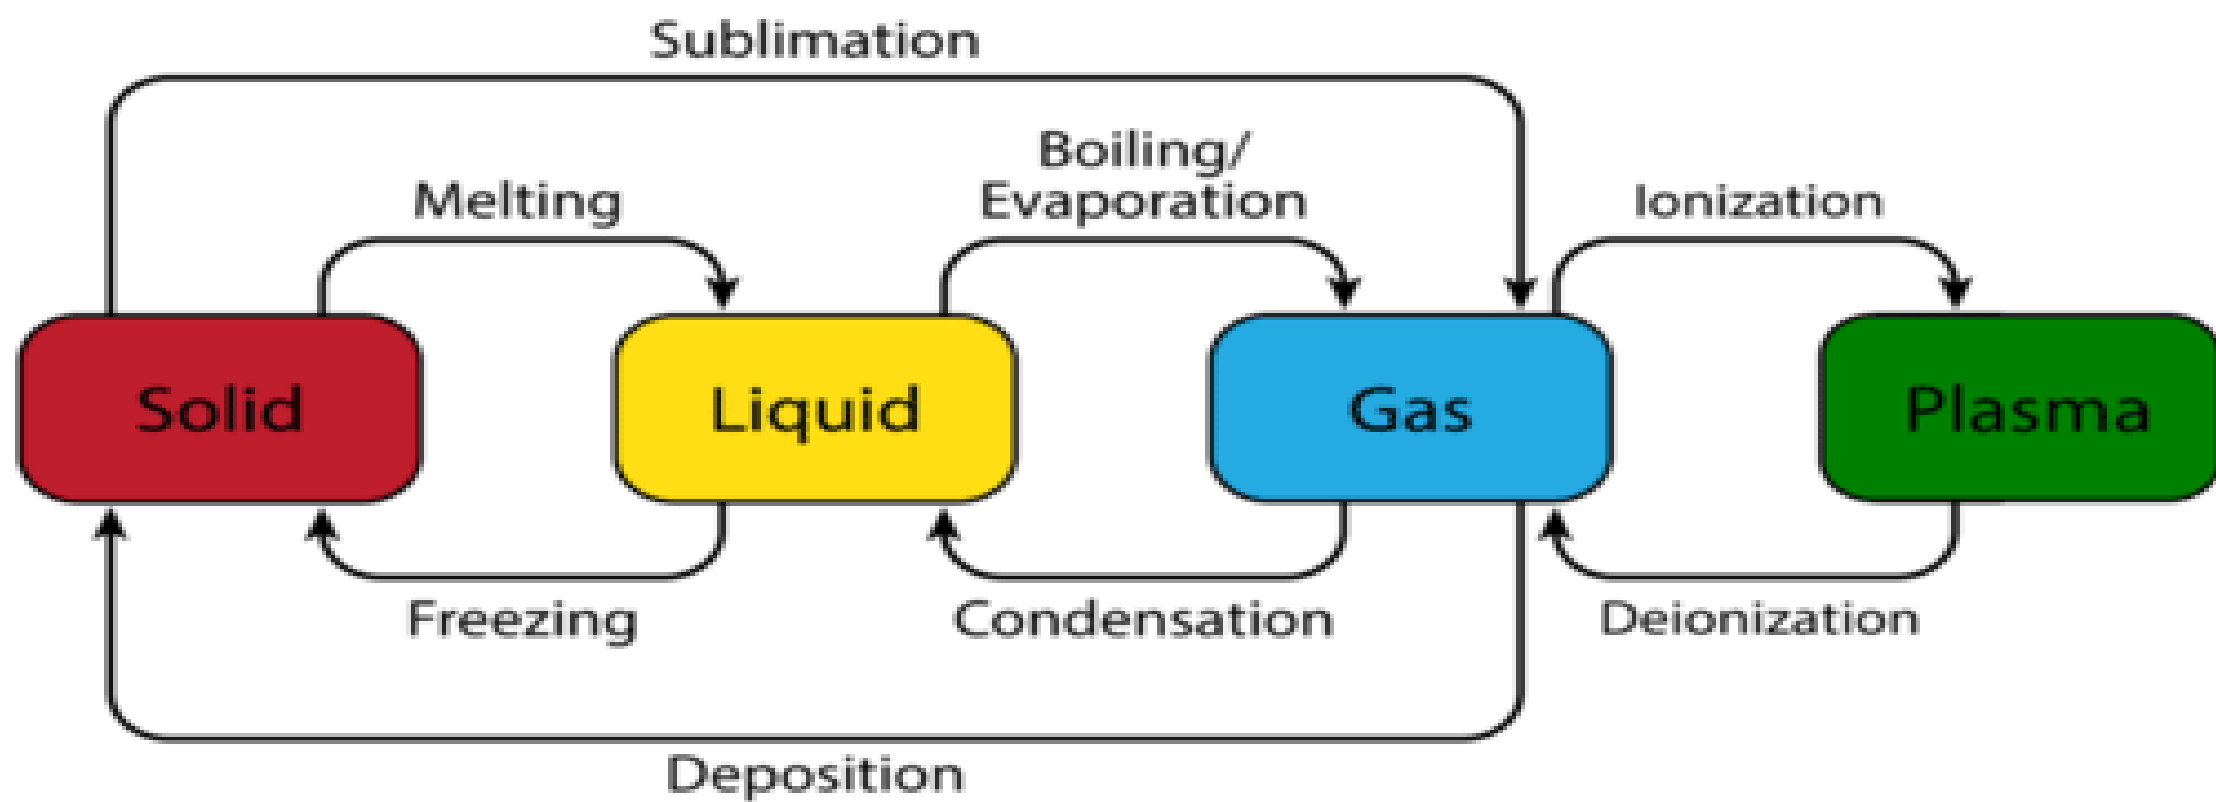 Sublimation
Boiling/
Melting
Evaporation
Ionization
Solid
Liquid
Gas
Plasma
Freezing
Condensation
Deionization
Deposition